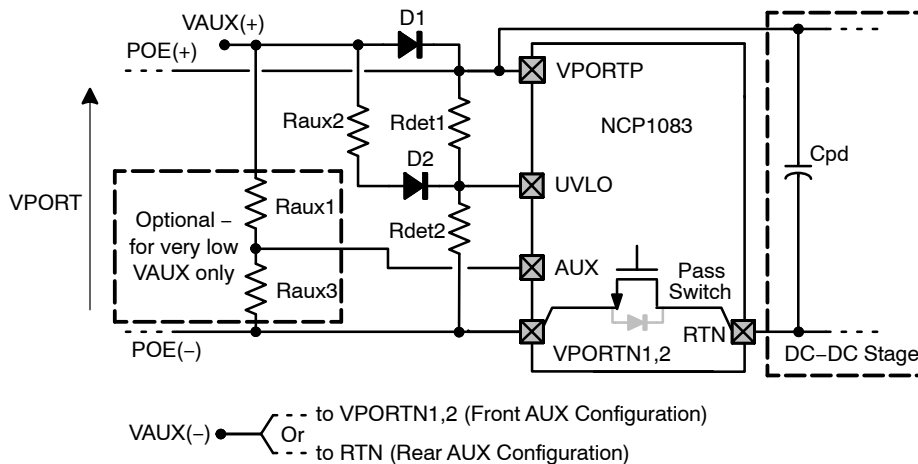 VAUX(+)
D1
POE(+)
VPORTP
Raux2
Rdet1
NCP1083
Cpd
D2
UVLO
VPORT
Raux1
Optional –
for very low
VAUX only
Rdet2
AUX
Pass
Switch
Raux3
RTN
POE(–)
VPORTN1,2
DC–DC Stage
to VPORTN1,2 (Front AUX Configuration)
VAUX(–)
Or
to RTN (Rear AUX Configuration)